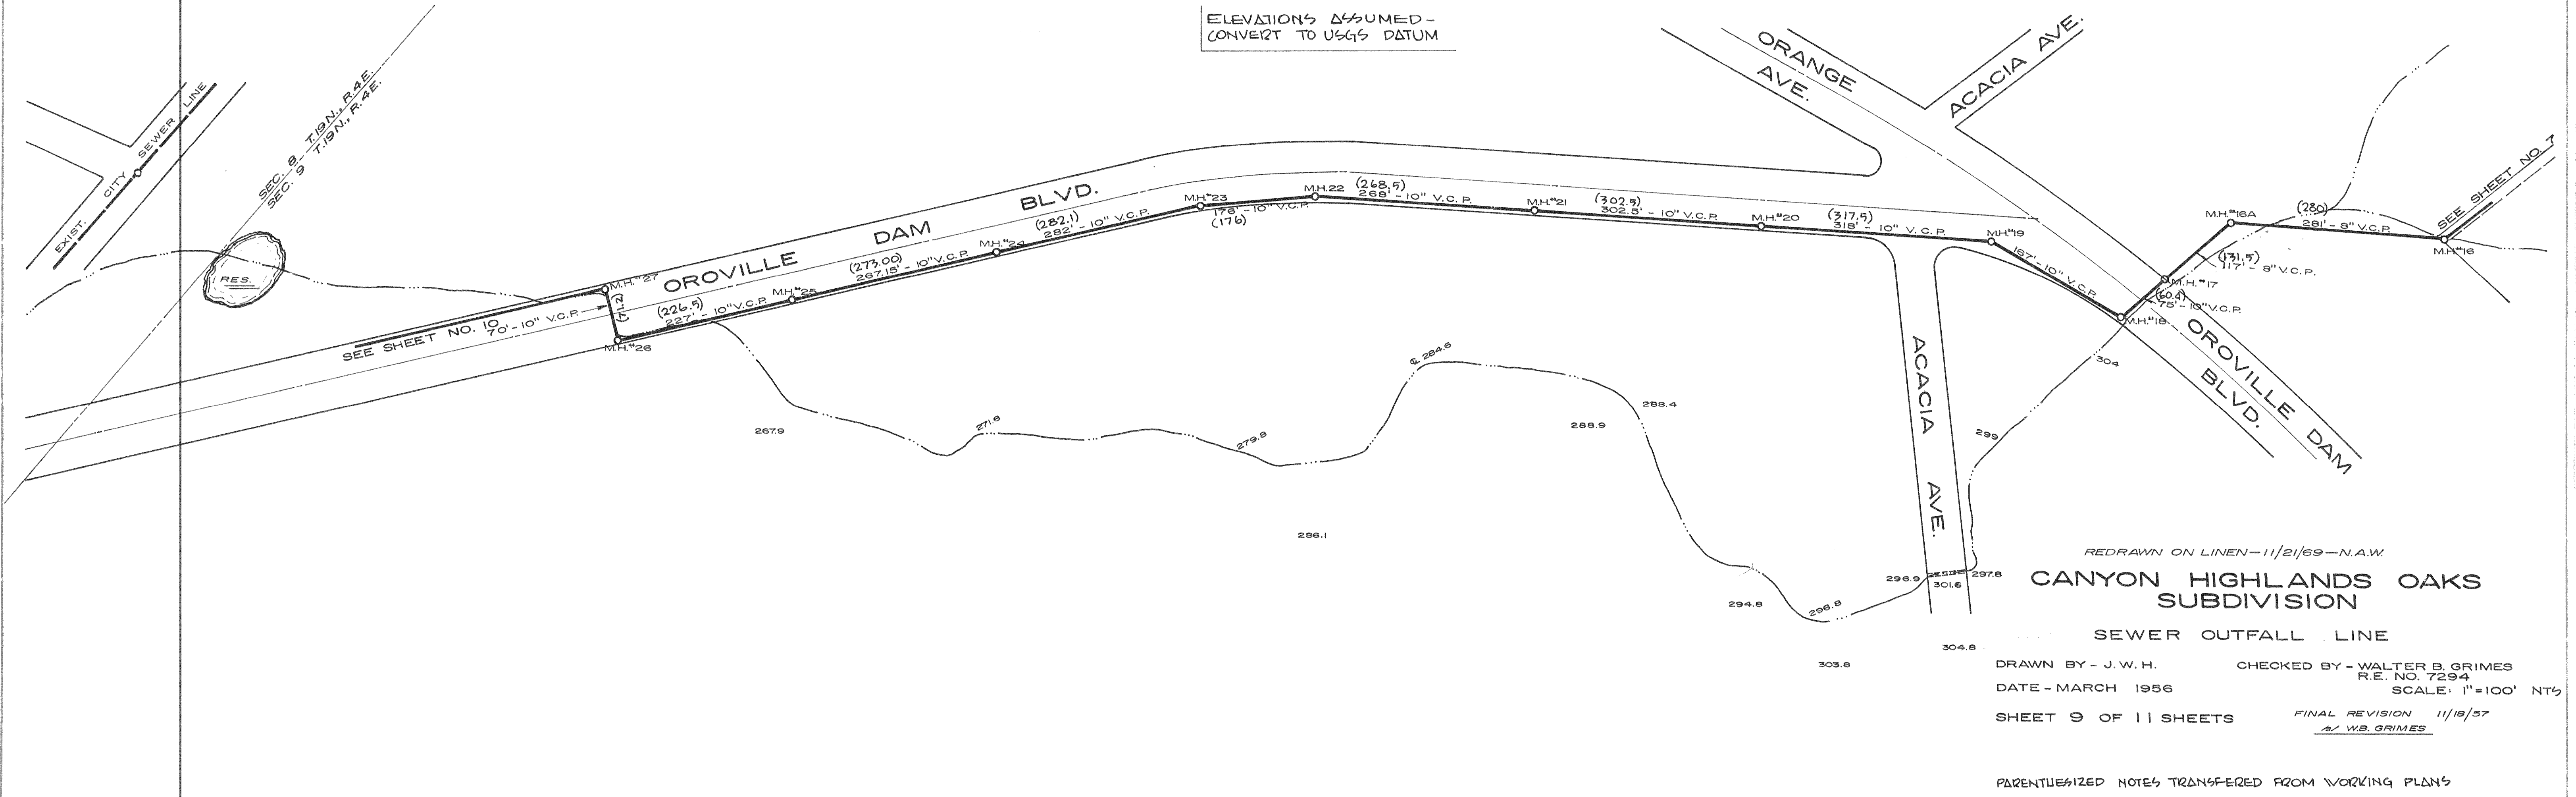 ELEVATIONS ASSUMED-
CONVERT TO USGS DATUM
ORANGE
AVE.
ACACIA AVE.
EXIST. CITY SEWER LINE
SEC. 8 T.19N., R.4E.
SEC. 9 T.19N., R.4E.
RES.
SEE SHEET NO. 10
70'-10" V.C.P.
(71.2)
M.H.#27
M.H.#26
OROVILLE DAM BLVD.
(226.5)
227'-10" V.C.P.
M.H.#25
(273.00)
267.15'-10" V.C.P.
M.H.#24
(282.1)
282'-10" V.C.P.
M.H.#23
176'-10" V.C.P.
(176)
M.H.22
(268.5)
268'-10" V.C.P.
M.H.#21
(302.5)
302.5'-10" V.C.P.
M.H.#20
(317.5)
318'-10" V.C.P.
M.H.#19
167'-10" V.C.P.
M.H.#18
(60.4)
75'-10" V.C.P.
M.H.#17
(131.5)
117'-8" V.C.P.
M.H.#16A
(280)
281'-8" V.C.P.
M.H.#16
SEE SHEET NO. 7
OROVILLE DAM
BLVD.
ACACIA AVE.
267.9
271.6
279.8
286.1
℄ 284.6
288.4
288.9
304
299
296.9
301.6
297.8
294.8
296.8
303.8
304.8
REDRAWN ON LINEN-11/21/69-N.A.W.
CANYON HIGHLANDS OAKS
SUBDIVISION
SEWER OUTFALL LINE
DRAWN BY - J.W.H. CHECKED BY - WALTER B. GRIMES
R.E. NO. 7294
DATE - MARCH 1956 SCALE: 1"=100' NTS
SHEET 9 OF 11 SHEETS FINAL REVISION 11/18/57
/s/ W.B. GRIMES
PARENTHESIZED NOTES TRANSFERED FROM WORKING PLANS